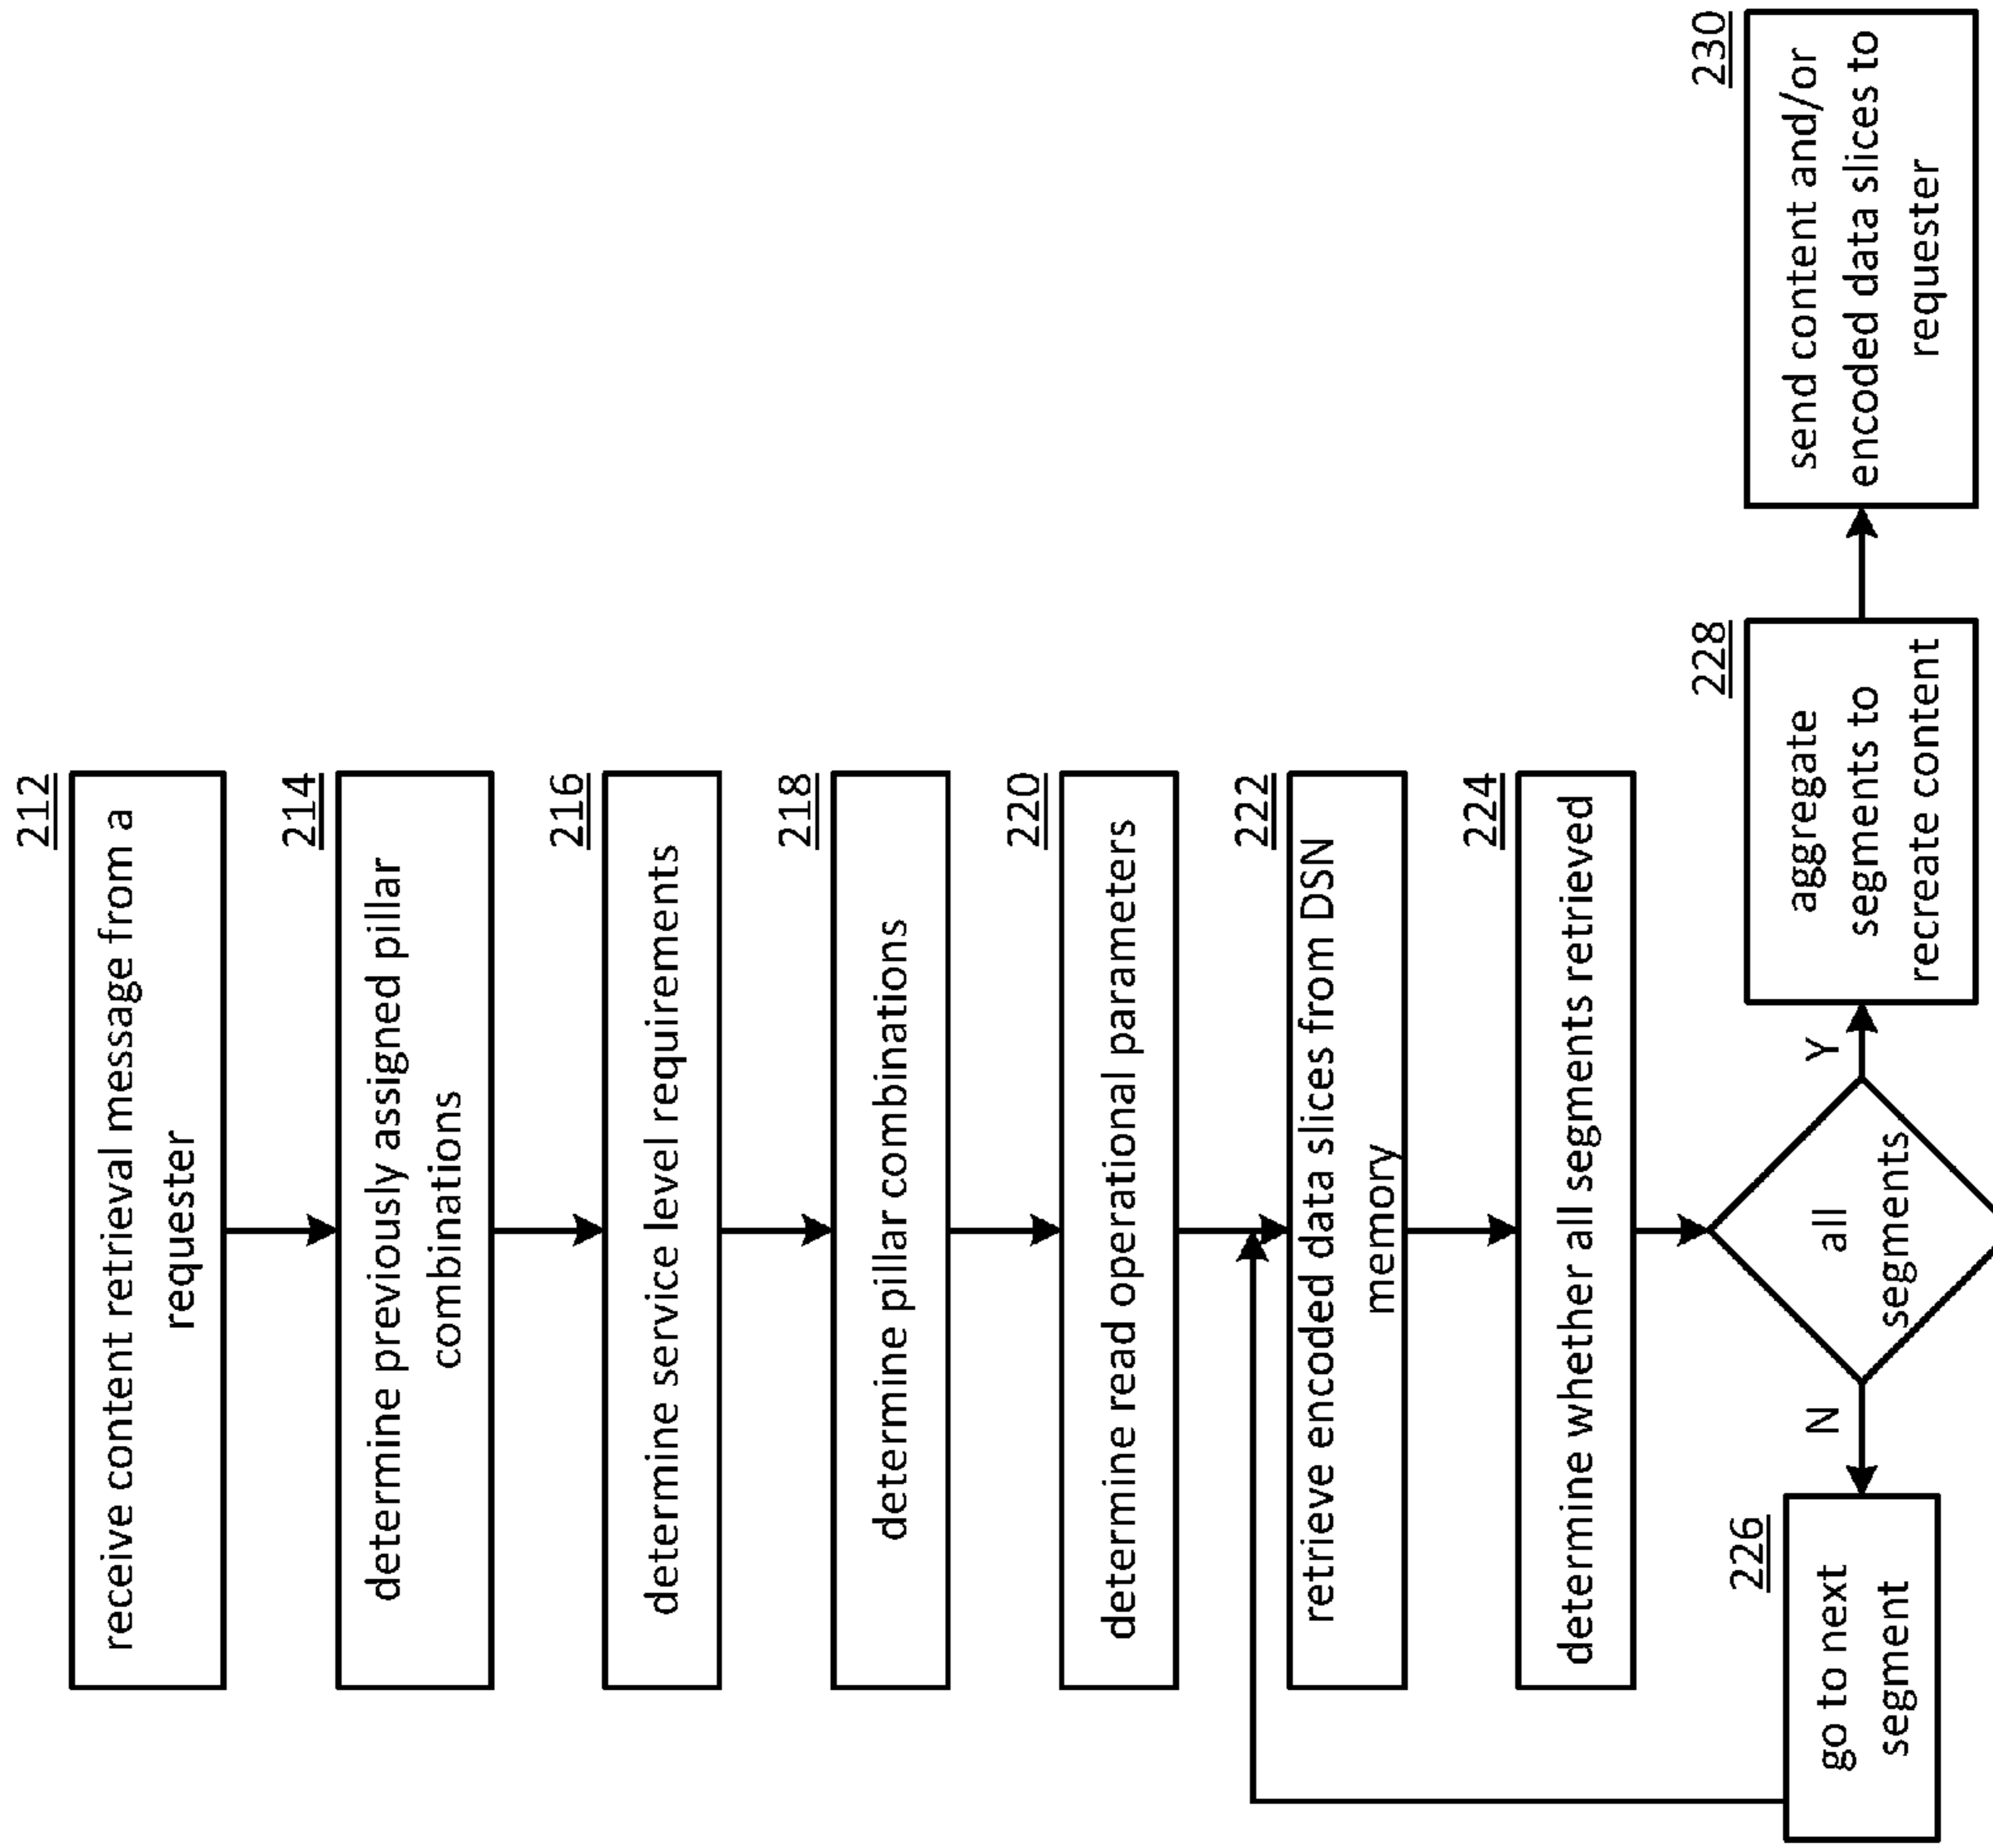 212
receive content retrieval message from a
requester
214
determine previously assigned pillar
combinations
216
determine service level requirements
218
determine pillar combinations
220
determine read operational parameters
222
retrieve encoded data slices from DSN
memory
224
determine whether all segments retrieved
all
segments
N
Y
226
go to next
segment
228
aggregate
segments to
recreate content
230
send content and/or
encoded data slices to
requester